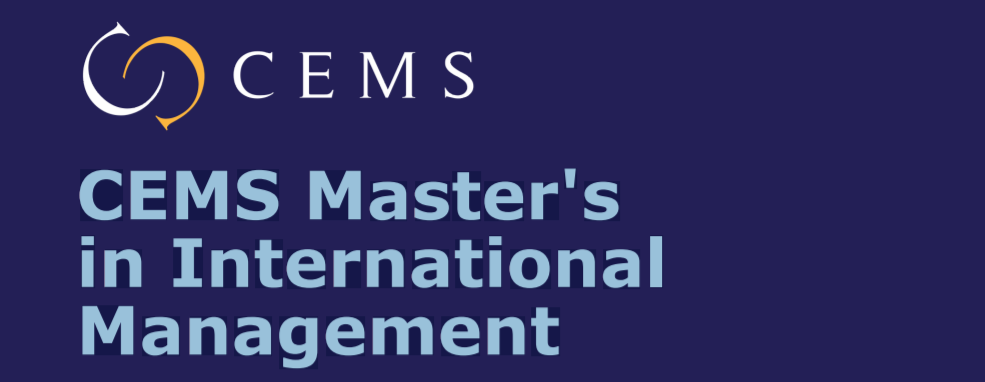 CEMS
CEMS Master's
in International
Management